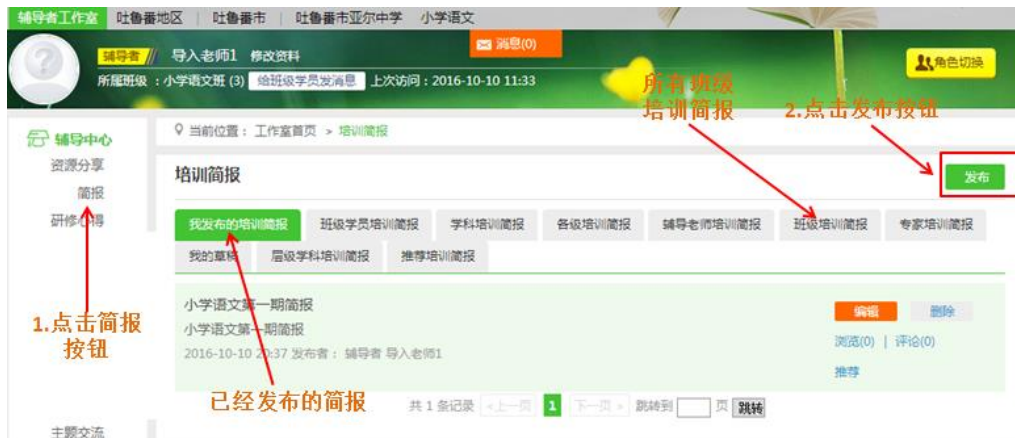 辅导者工作室 吐鲁番地区 | 吐鲁番市 | 吐鲁番市亚尔中学 小学语文
消息(0)
辅导者 导入老师1 修改资料
角色切换
所属班级 :小学语文班 (3) 给班级学员发消息 上次访问:2016-10-10 11:33
所有班级
培训简报
2.点击发布按钮
辅导中心
资源分享
简报
研修心得
当前位置: 工作室首页 > 培训简报
培训简报
发布
我发布的培训简报 班级学员培训简报 学科培训简报 各级培训简报 辅导老师培训简报 班级培训简报 专家培训简报
我的草稿 层级学科培训简报 推荐培训简报
1.点击简报
按钮
小学语文第一期简报
编辑 删除
小学语文第一期简报
浏览(0) | 评论(0)
2016-10-10 20:37 发布者: 辅导者 导入老师1
推荐
已经发布的简报
共 1 条记录 <上一页 1 下一页> 跳转到 页 跳转
主题交流